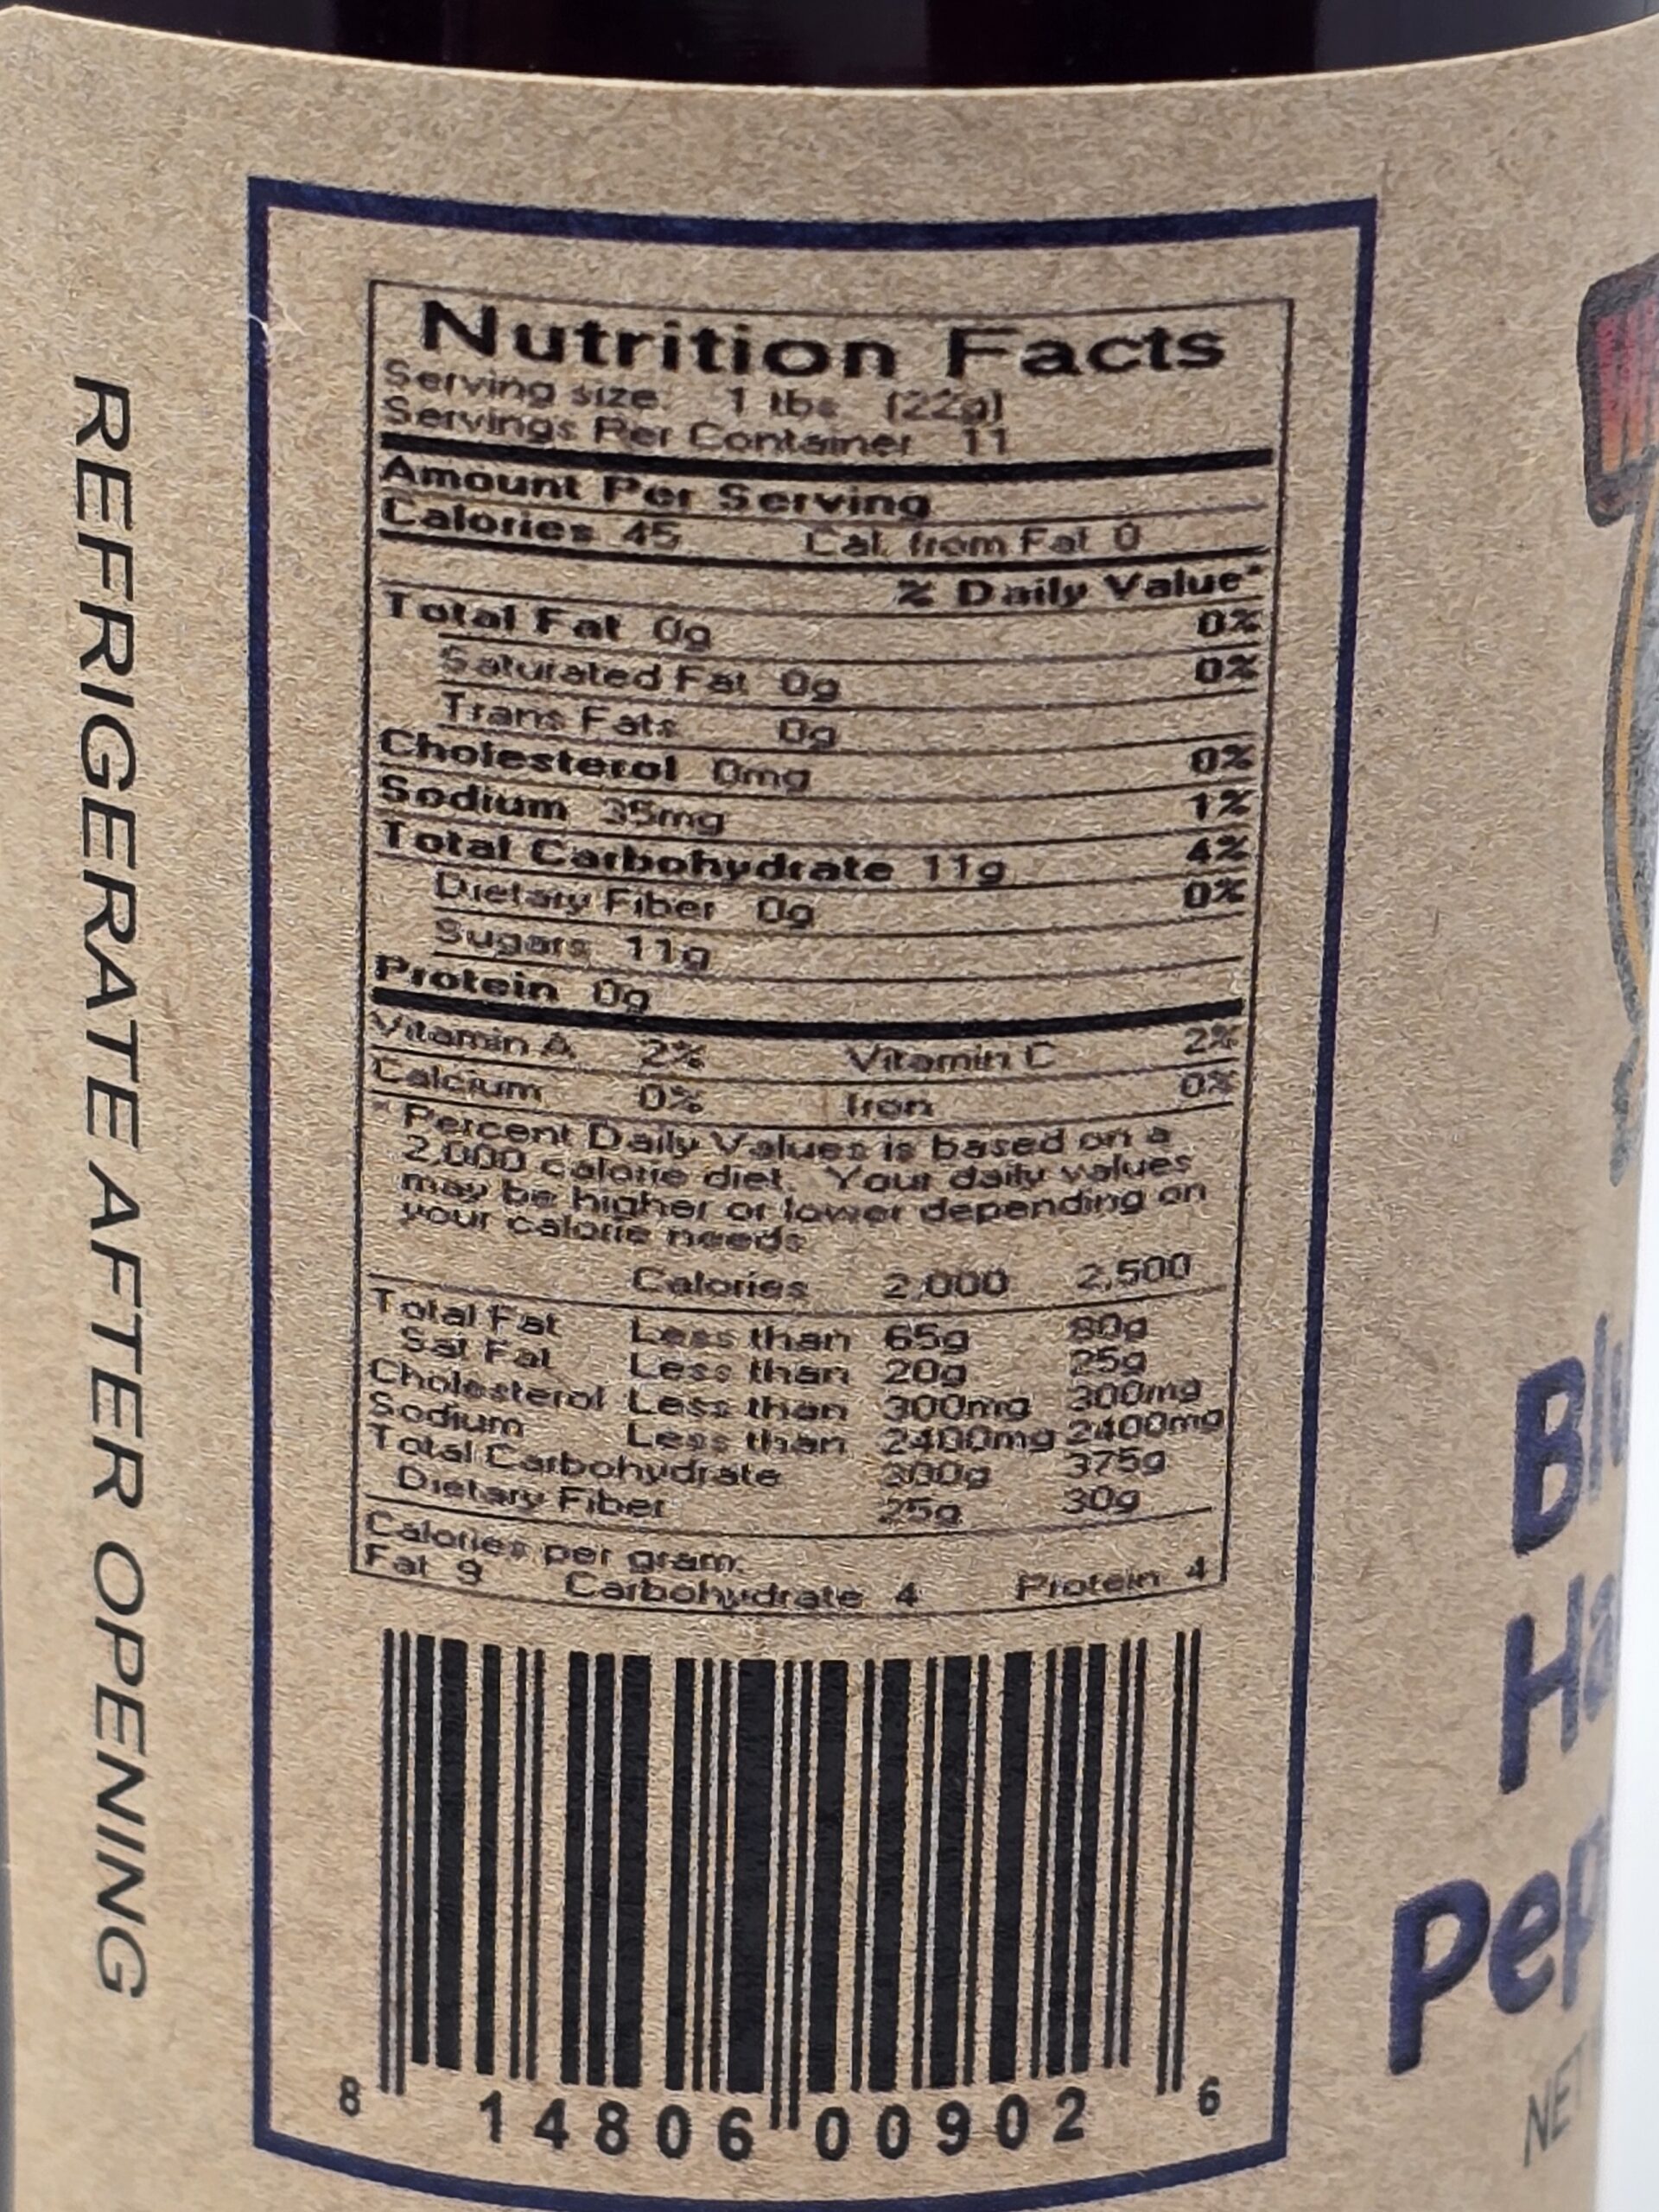 REFRIGERATE AFTER OPENING
Nutrition Facts
Serving size: 1 tbs (22g)
Servings Per Container 11
Amount Per Serving
Calories 45 Cal. from Fat 0
% Daily Value*
Total Fat 0g 0%
Saturated Fat 0g 0%
Trans Fats 0g
Cholesterol 0mg 0%
Sodium 35mg 1%
Total Carbohydrate 11g 4%
Dietary Fiber 0g 0%
Sugars 11g
Protein 0g
Vitamin A 2% Vitamin C 2%
Calcium 0% Iron 0%
* Percent Daily Values is based on a
2,000 calorie diet. Your daily values
may be higher or lower depending on
your calorie needs
Calories 2,000 2,500
Total Fat Less than 65g 80g
Sat Fat Less than 20g 25g
Cholesterol Less than 300mg 300mg
Sodium Less than 2400mg 2400mg
Total Carbohydrate 300g 375g
Dietary Fiber 25g 30g
Calories per gram:
Fat 9 Carbohydrate 4 Protein 4
8 14806 00902 6
Ha
Pep
NET